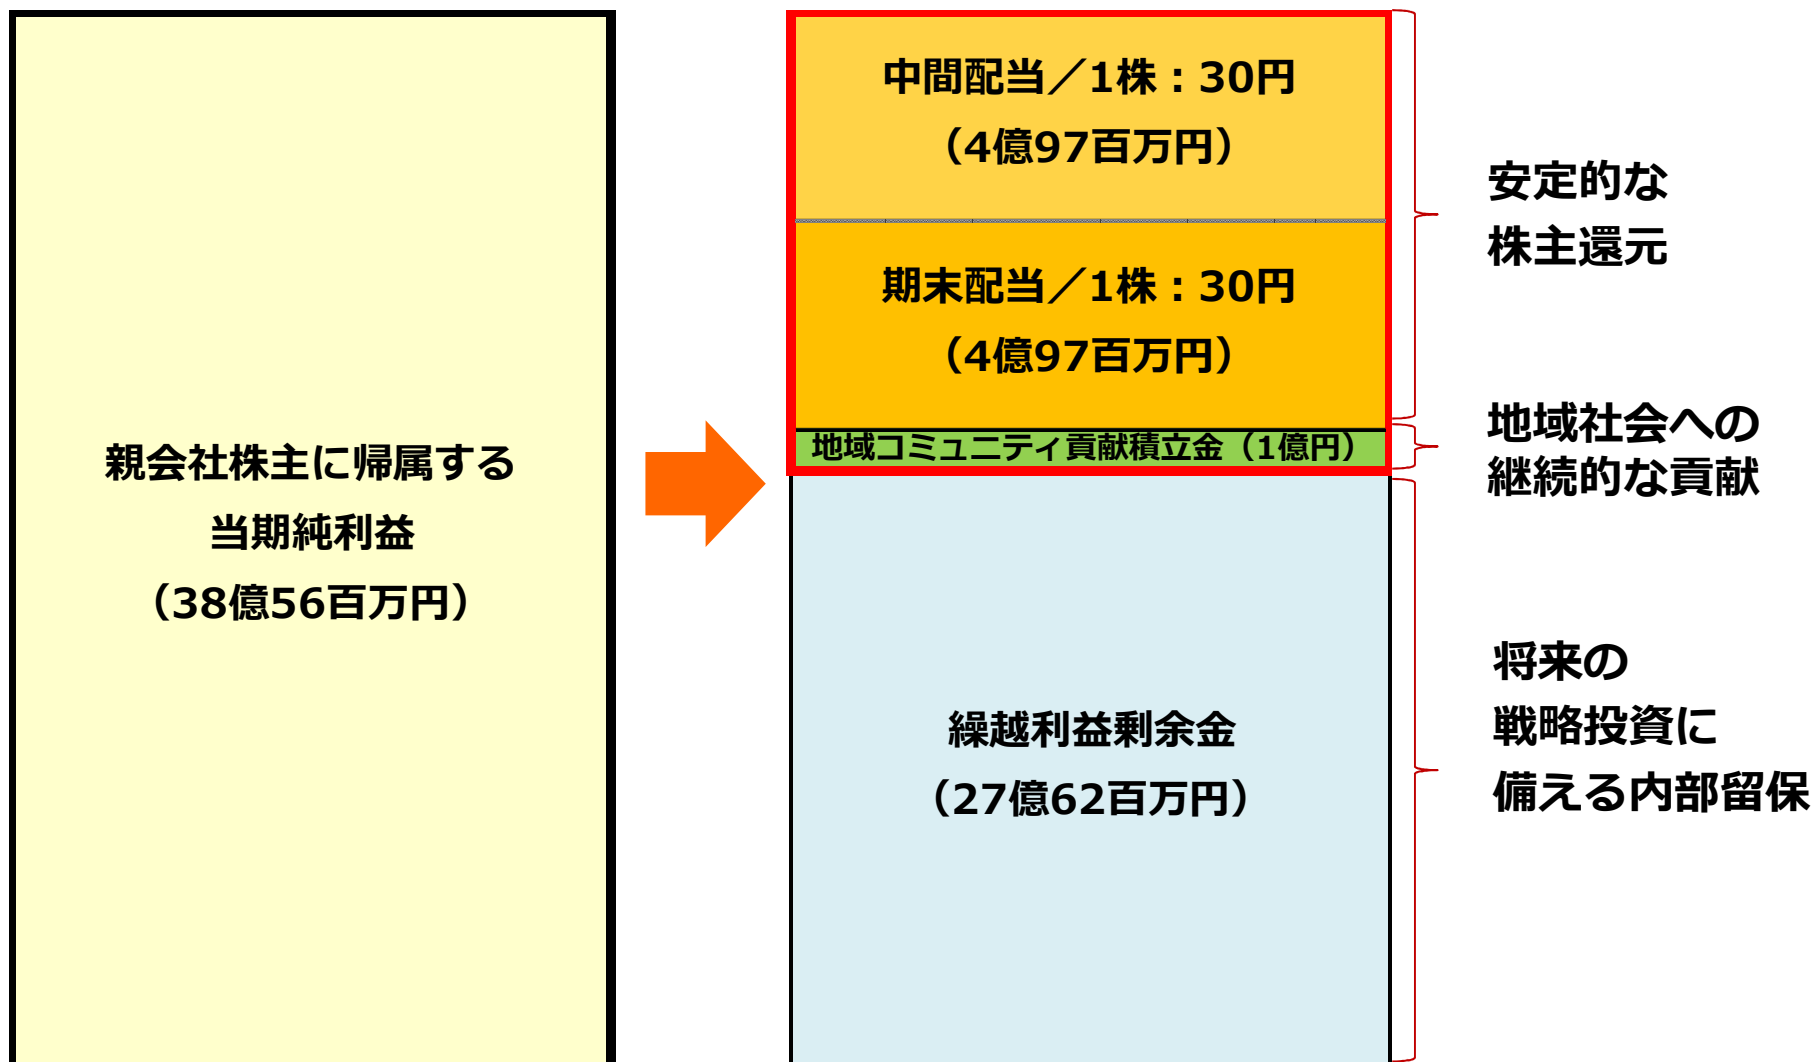 親会社株主に帰属する
当期純利益
（38億56百万円）
中間配当／1株：30円
（4億97百万円）
期末配当／1株：30円
（4億97百万円）
地域コミュニティ貢献積立金（1億円）
繰越利益剰余金
（27億62百万円）
安定的な
株主還元
地域社会への
継続的な貢献
将来の
戦略投資に
備える内部留保